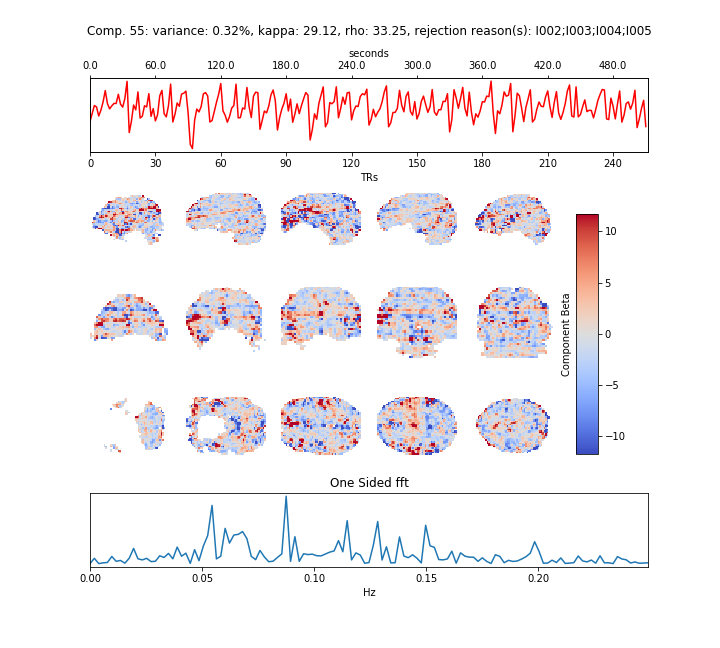 Comp. 55: variance: 0.32%, kappa: 29.12, rho: 33.25, rejection reason(s): I002;I003;I004;I005
seconds
0.0 60.0 120.0 180.0 240.0 300.0 360.0 420.0 480.0
0 30 60 90 120 150 180 210 240
TRs
10
5
0
−5
−10
Component Beta
One Sided fft
0.00 0.05 0.10 0.15 0.20
Hz